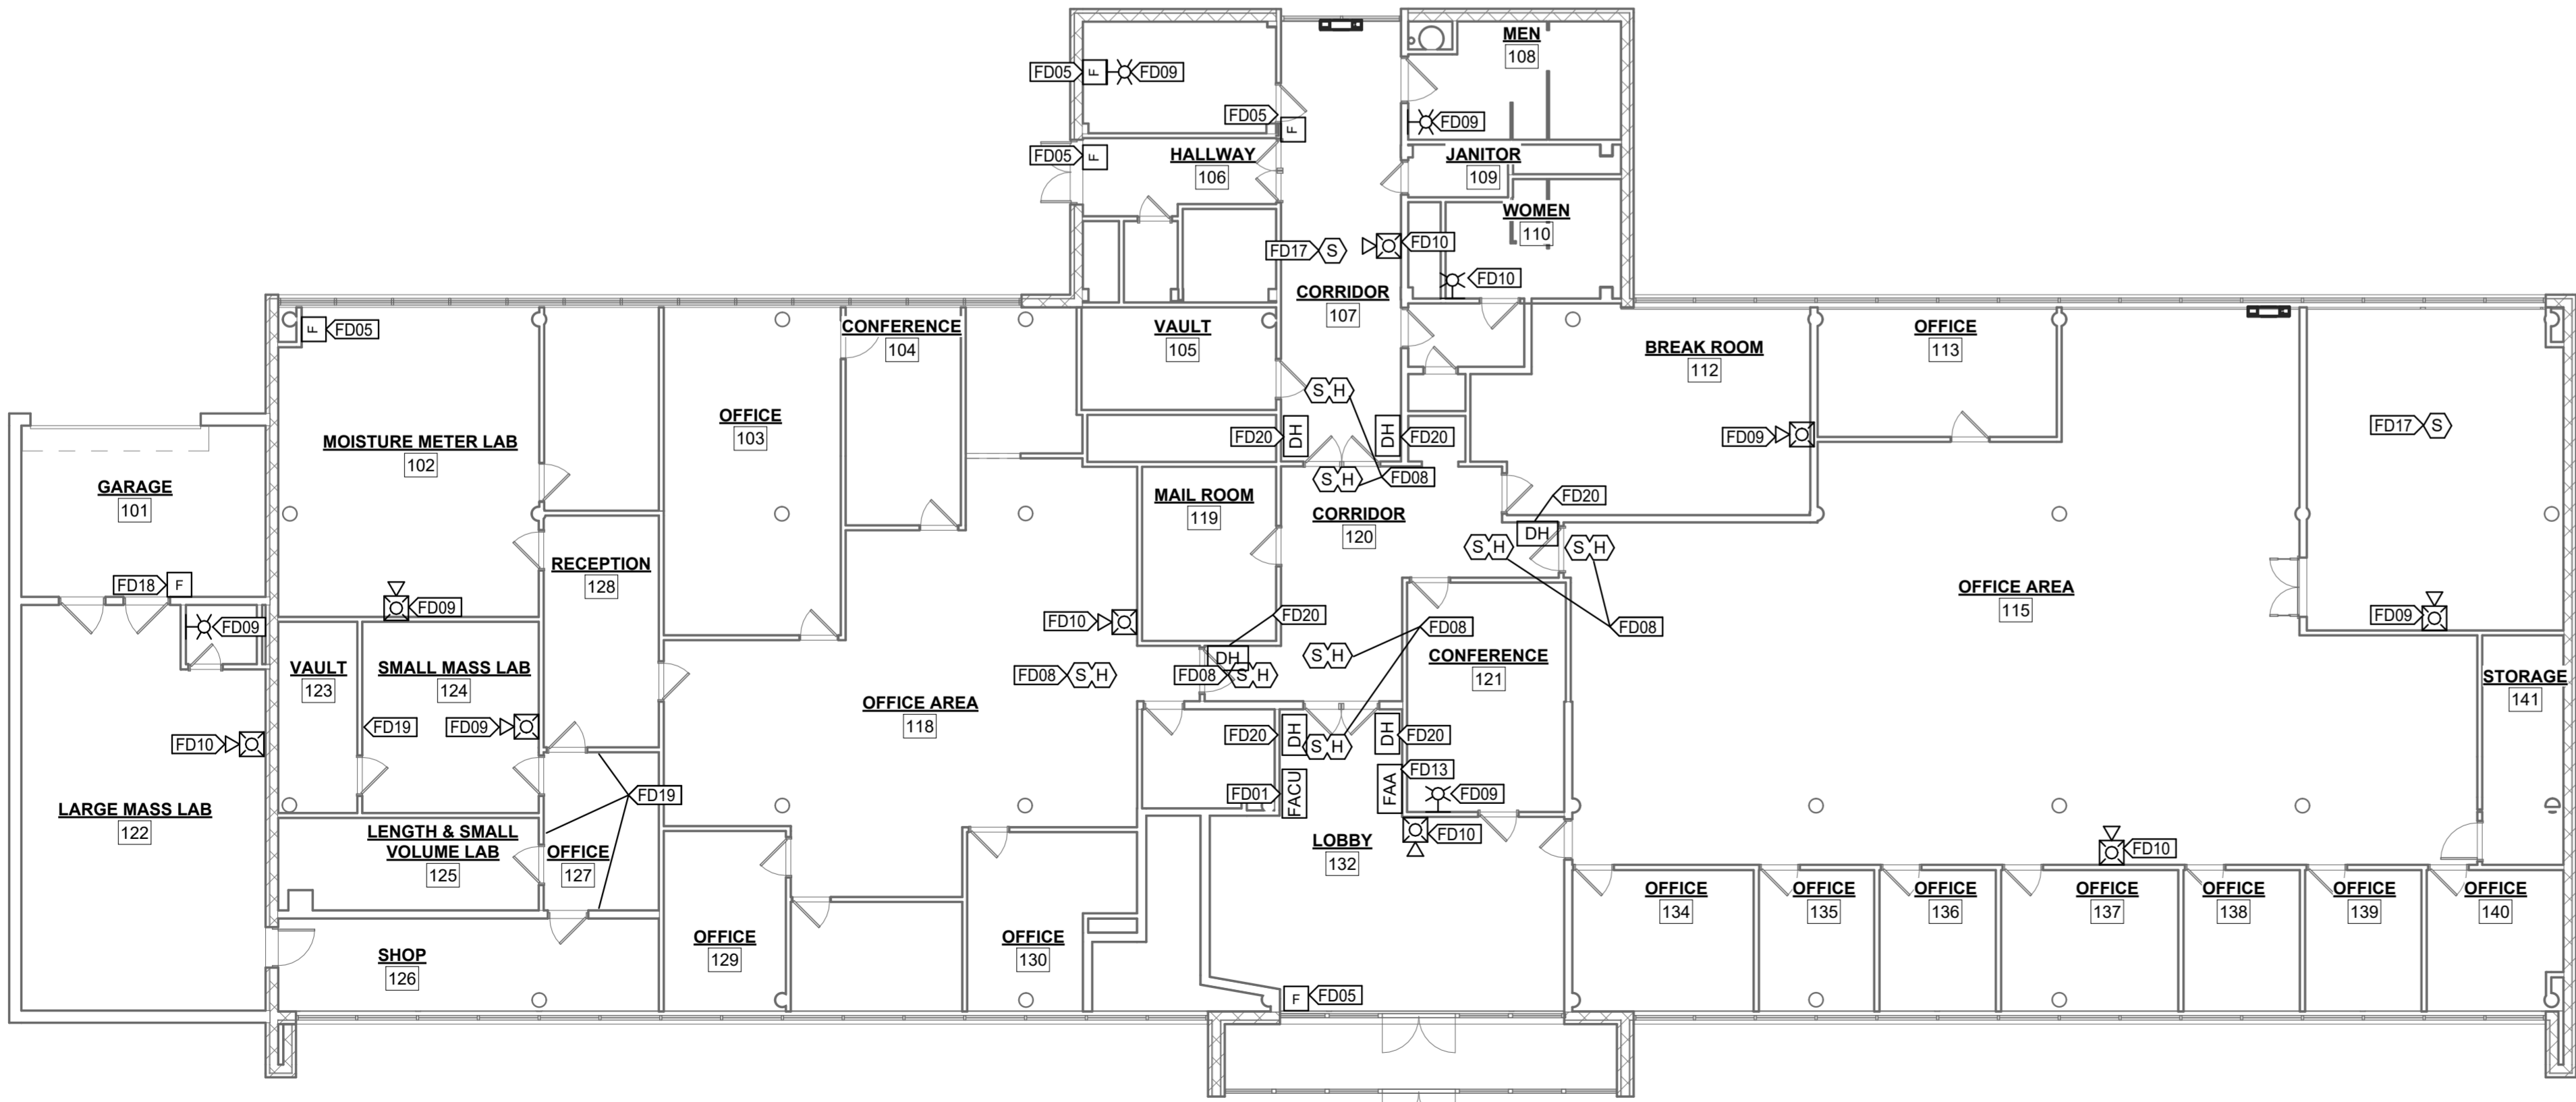 MEN
108
FD05
F
FD09
FD05
F
FD09
FD05
F
HALLWAY
106
JANITOR
109
WOMEN
110
FD17
S
FD10
FD10
CORRIDOR
107
F
FD05
CONFERENCE
104
VAULT
105
BREAK ROOM
112
OFFICE
113
S H
OFFICE
103
MOISTURE METER LAB
102
FD20
DH
DH
FD20
FD09
FD17
S
GARAGE
101
S H
FD08
MAIL ROOM
119
CORRIDOR
120
FD20
DH
S H
S H
FD18
F
RECEPTION
128
OFFICE AREA
115
FD09
FD09
FD10
FD20
FD08
FD08
FD09
VAULT
123
SMALL MASS LAB
124
FD08
S H
DH
FD08
S H
S H
CONFERENCE
121
STORAGE
141
OFFICE AREA
118
FD19
FD09
FD10
FD20
DH
S H
DH
FD20
FD13
FD01
FACU
FAA
FD09
FD19
LARGE MASS LAB
122
LENGTH & SMALL
VOLUME LAB
125
OFFICE
127
LOBBY
132
FD10
FD10
OFFICE
134
OFFICE
135
OFFICE
136
OFFICE
137
OFFICE
138
OFFICE
139
OFFICE
140
SHOP
126
OFFICE
129
OFFICE
130
F
FD05